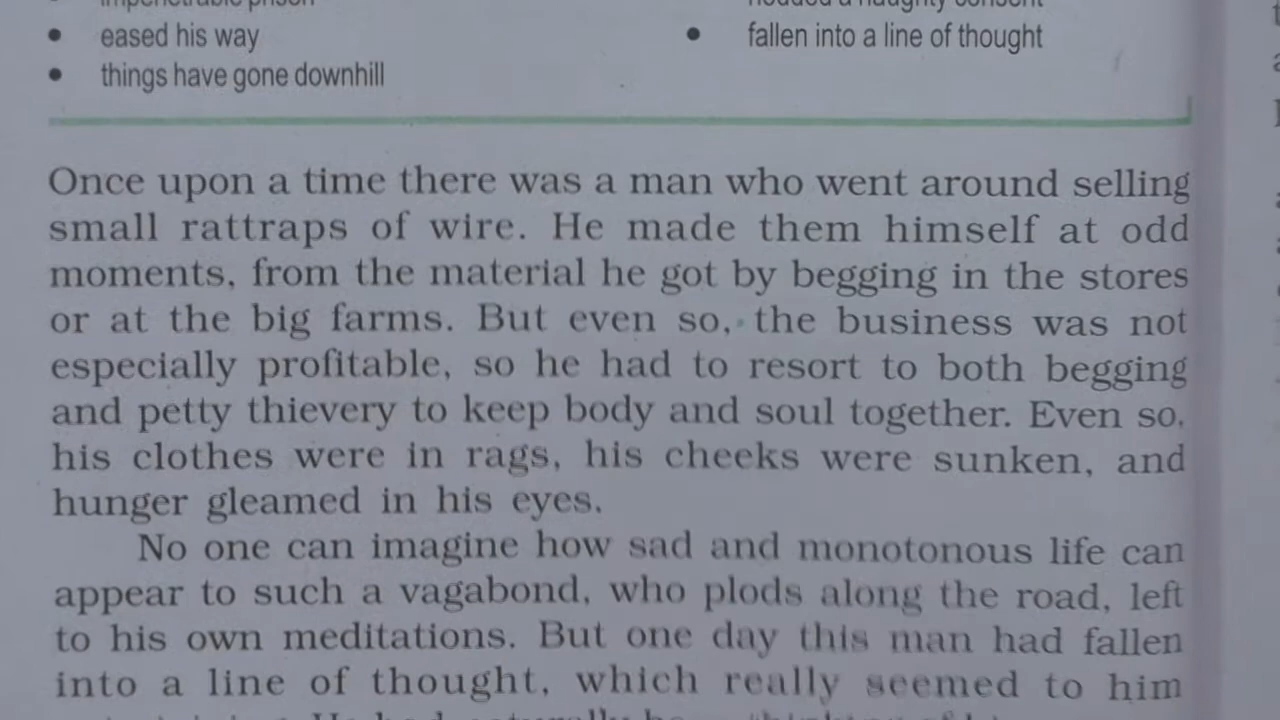 impenetrable prison
nodded a haughty consent
• eased his way
• fallen into a line of thought
• things have gone downhill
Once upon a time there was a man who went around selling
small rattraps of wire. He made them himself at odd
moments, from the material he got by begging in the stores
or at the big farms. But even so, the business was not
especially profitable, so he had to resort to both begging
and petty thievery to keep body and soul together. Even so,
his clothes were in rags, his cheeks were sunken, and
hunger gleamed in his eyes.
No one can imagine how sad and monotonous life can
appear to such a vagabond, who plods along the road, left
to his own meditations. But one day this man had fallen
into a line of thought, which really seemed to him
He had naturally been thinking of his